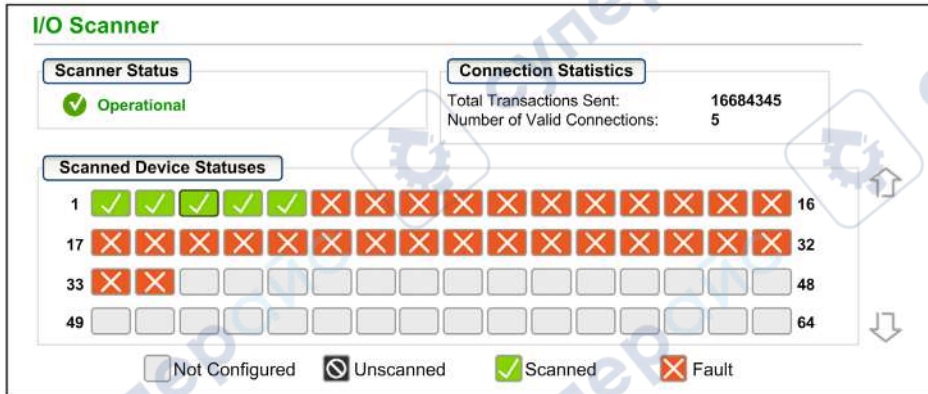 I/O Scanner
Scanner Status
Operational
Connection Statistics
Total Transactions Sent: 16684345
Number of Valid Connections: 5
Scanned Device Statuses
1 16
17 32
33 48
49 64
Not Configured Unscanned Scanned Fault